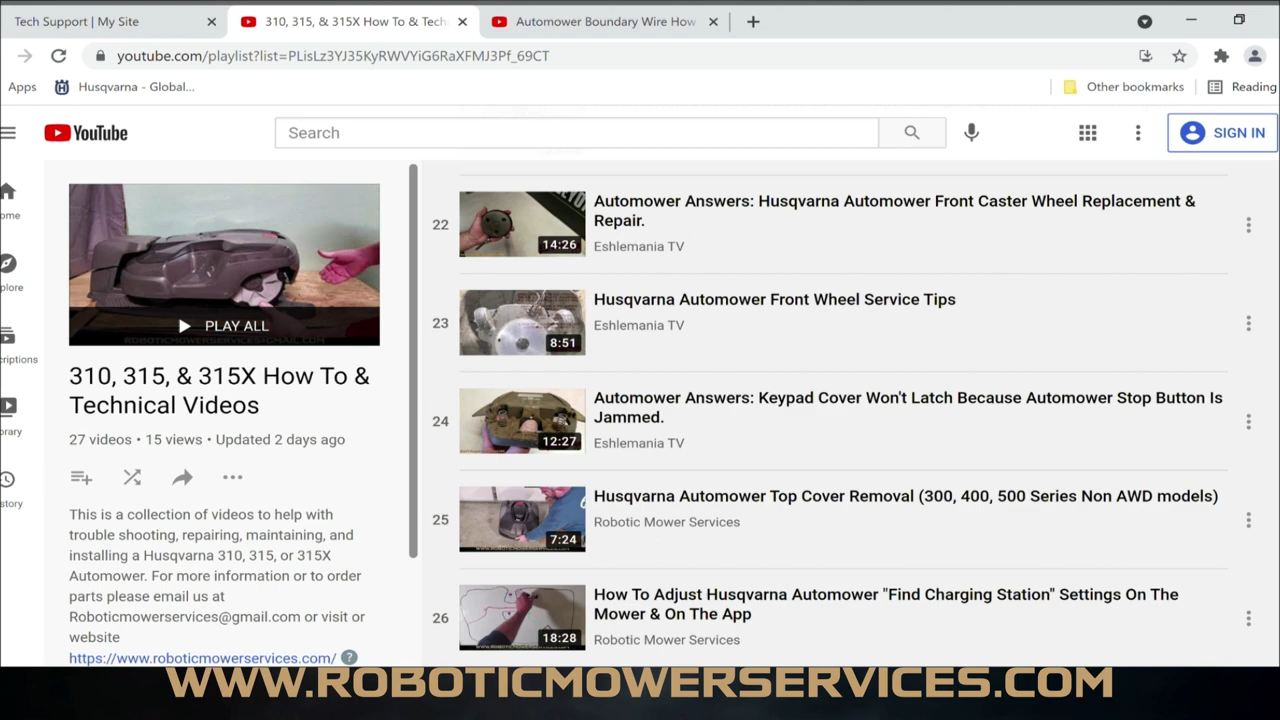 Tech Support | My Site
310, 315, & 315X How To & Tech
Automower Boundary Wire How
youtube.com/playlist?list=PLisLz3YJ35KyRWVYiG6RaXFMJ3Pf_69CT
Apps
Husqvarna - Global...
Other bookmarks
Reading
YouTube
Search
SIGN IN
ome
plore
riptions
brary
story
PLAY ALL
310, 315, & 315X How To &
Technical Videos
27 videos • 15 views • Updated 2 days ago
This is a collection of videos to help with
trouble shooting, repairing, maintaining, and
installing a Husqvarna 310, 315, or 315X
Automower. For more information or to order
parts please email us at
Roboticmowerservices@gmail.com or visit or
website
https://www.roboticmowerservices.com/
22
14:26
Automower Answers: Husqvarna Automower Front Caster Wheel Replacement &
Repair.
Eshlemania TV
23
8:51
Husqvarna Automower Front Wheel Service Tips
Eshlemania TV
24
12:27
Automower Answers: Keypad Cover Won't Latch Because Automower Stop Button Is
Jammed.
Eshlemania TV
25
7:24
Husqvarna Automower Top Cover Removal (300, 400, 500 Series Non AWD models)
Robotic Mower Services
26
18:28
How To Adjust Husqvarna Automower "Find Charging Station" Settings On The
Mower & On The App
Robotic Mower Services
WWW.ROBOTICMOWERSERVICES.COM